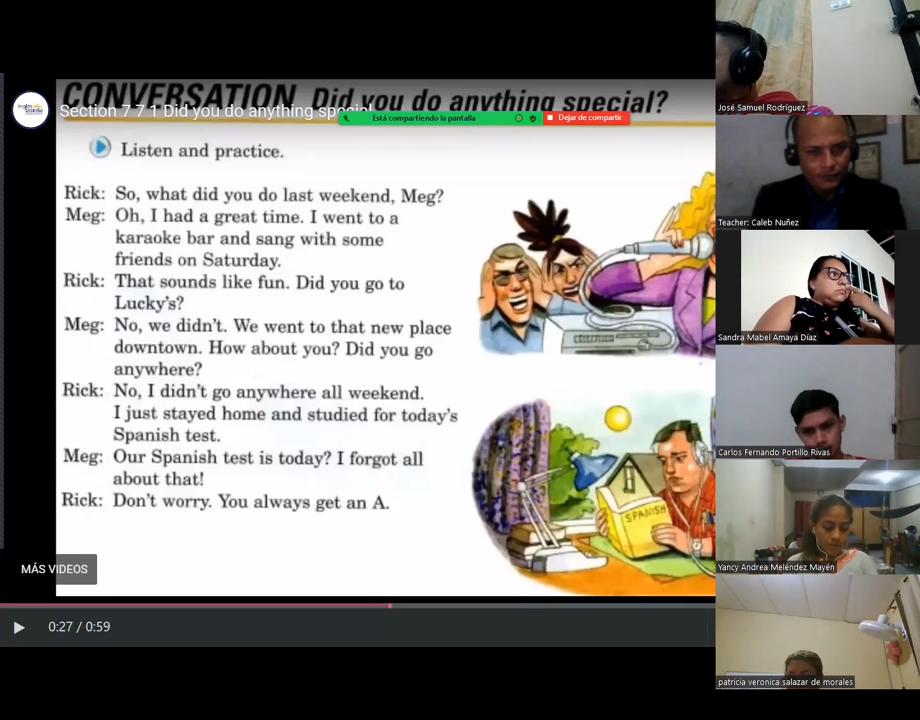 CONVERSATION Did you do anything special?
Section 7 7 1 Did you do anything special
Está compartiendo la pantalla
Dejar de compartir
Listen and practice.
Rick: So, what did you do last weekend, Meg?
Meg: Oh, I had a great time. I went to a
karaoke bar and sang with some
friends on Saturday.
Rick: That sounds like fun. Did you go to
Lucky's?
Meg: No, we didn't. We went to that new place
downtown. How about you? Did you go
anywhere?
Rick: No, I didn't go anywhere all weekend.
I just stayed home and studied for today's
Spanish test.
Meg: Our Spanish test is today? I forgot all
about that!
Rick: Don't worry. You always get an A.
SPANISH
MÁS VIDEOS
0:27 / 0:59
José Samuel Rodríguez
Teacher: Caleb Nuñez
Sandra Mabel Amaya Díaz
Carlos Fernando Portillo Rivas
Yancy Andrea Meléndez Mayén
patricia veronica salazar de morales